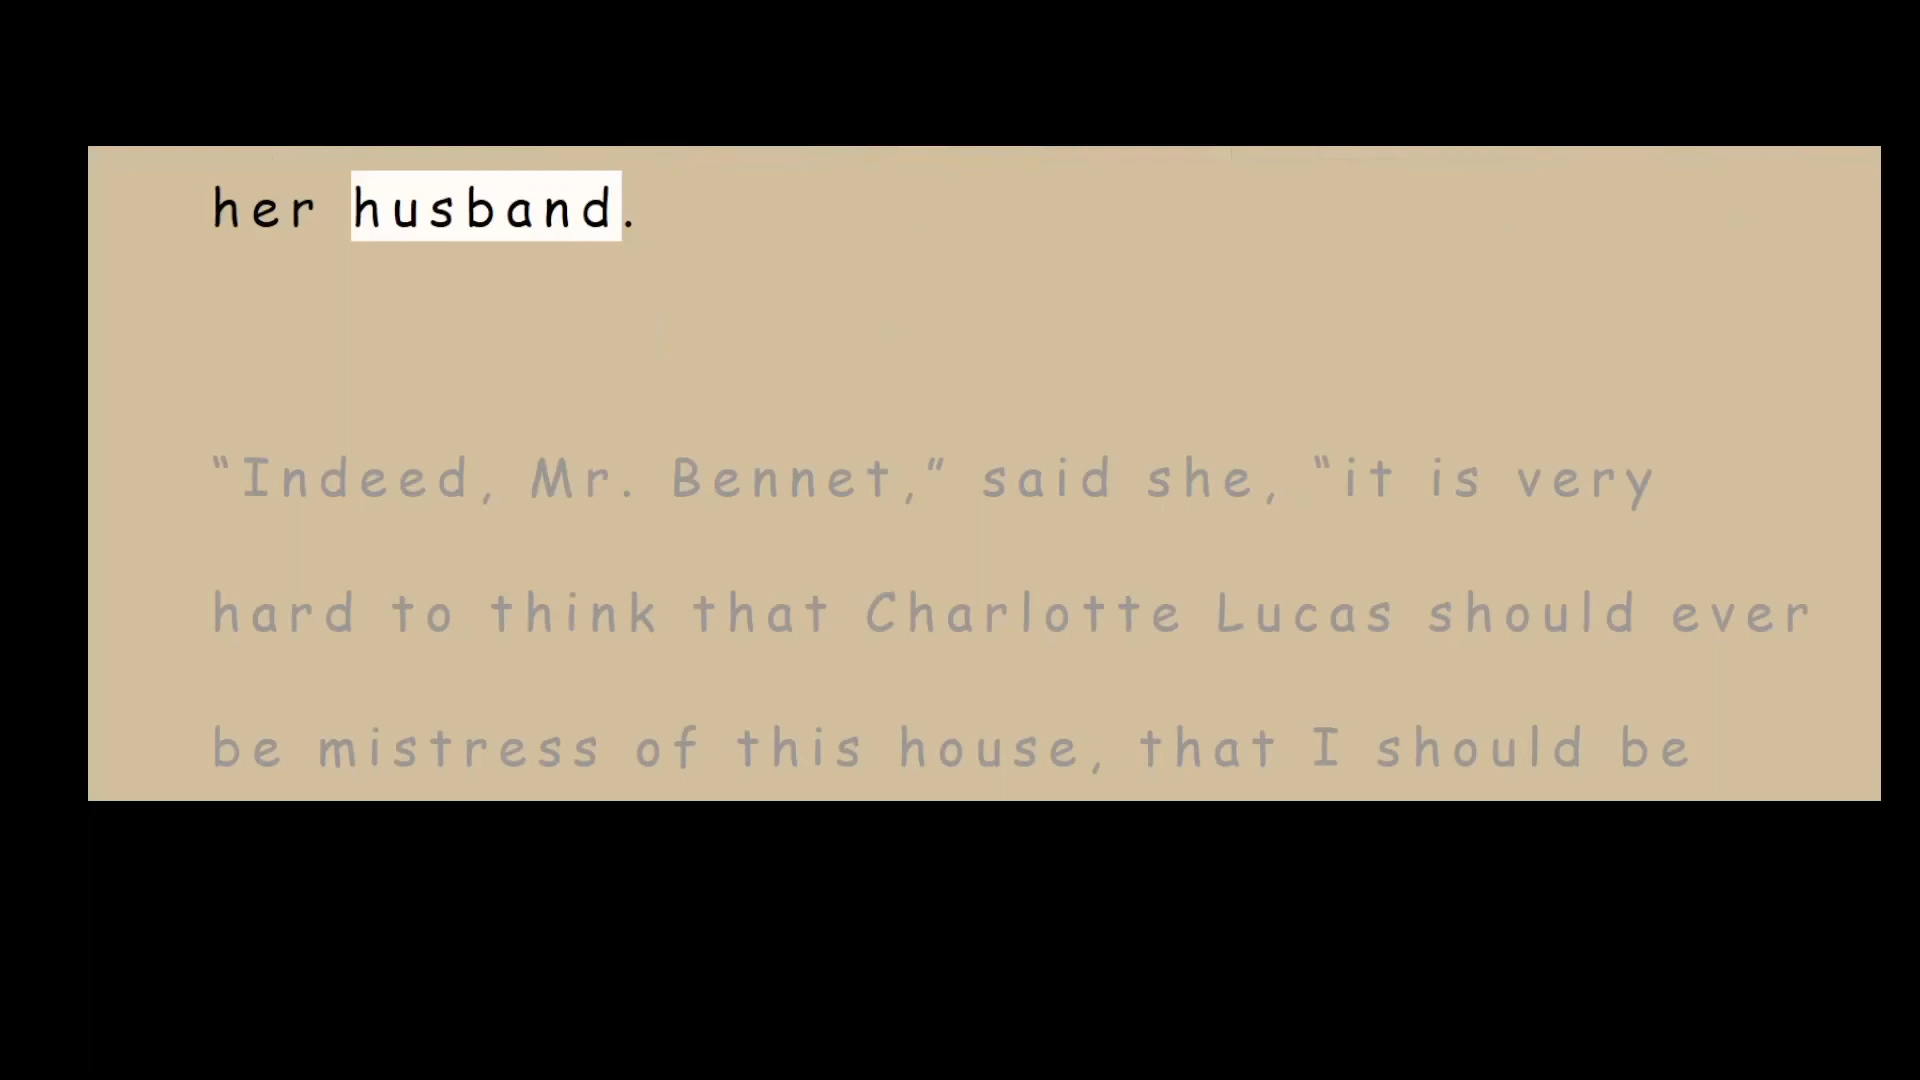 her husband.
“Indeed, Mr. Bennet,” said she, “it is very
hard to think that Charlotte Lucas should ever
be mistress of this house, that I should be